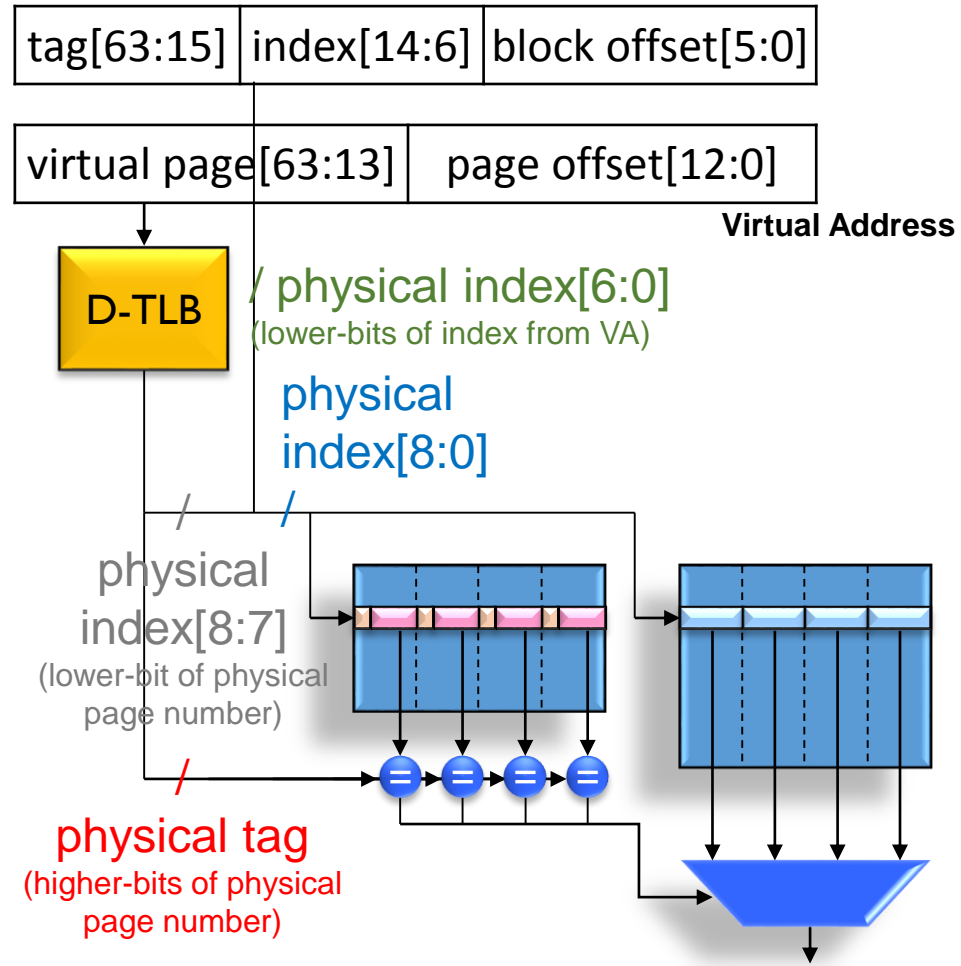 tag[63:15] index[14:6] block offset[5:0]
virtual page[63:13] page offset[12:0]
Virtual Address
D-TLB
/ physical index[6:0]
(lower-bits of index from VA)
physical
index[8:0]
/ /
physical
index[8:7]
(lower-bit of physical
page number)
= = = =
/
physical tag
(higher-bits of physical
page number)